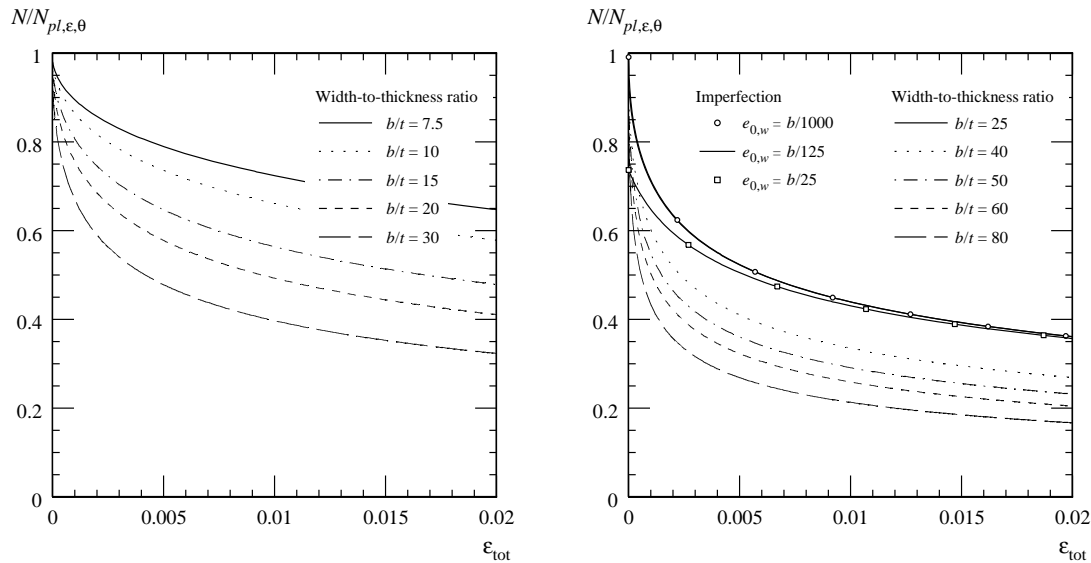 N/N_{pl,ε,θ}
1
0.8
0.6
0.4
0.2
0
0
0.005
0.01
0.015
0.02
ε_{tot}
Width-to-thickness ratio
b/t = 7.5
b/t = 10
b/t = 15
b/t = 20
b/t = 30
N/N_{pl,ε,θ}
1
0.8
0.6
0.4
0.2
0
0
0.005
0.01
0.015
0.02
ε_{tot}
Imperfection
e_{0,w} = b/1000
e_{0,w} = b/125
e_{0,w} = b/25
Width-to-thickness ratio
b/t = 25
b/t = 40
b/t = 50
b/t = 60
b/t = 80